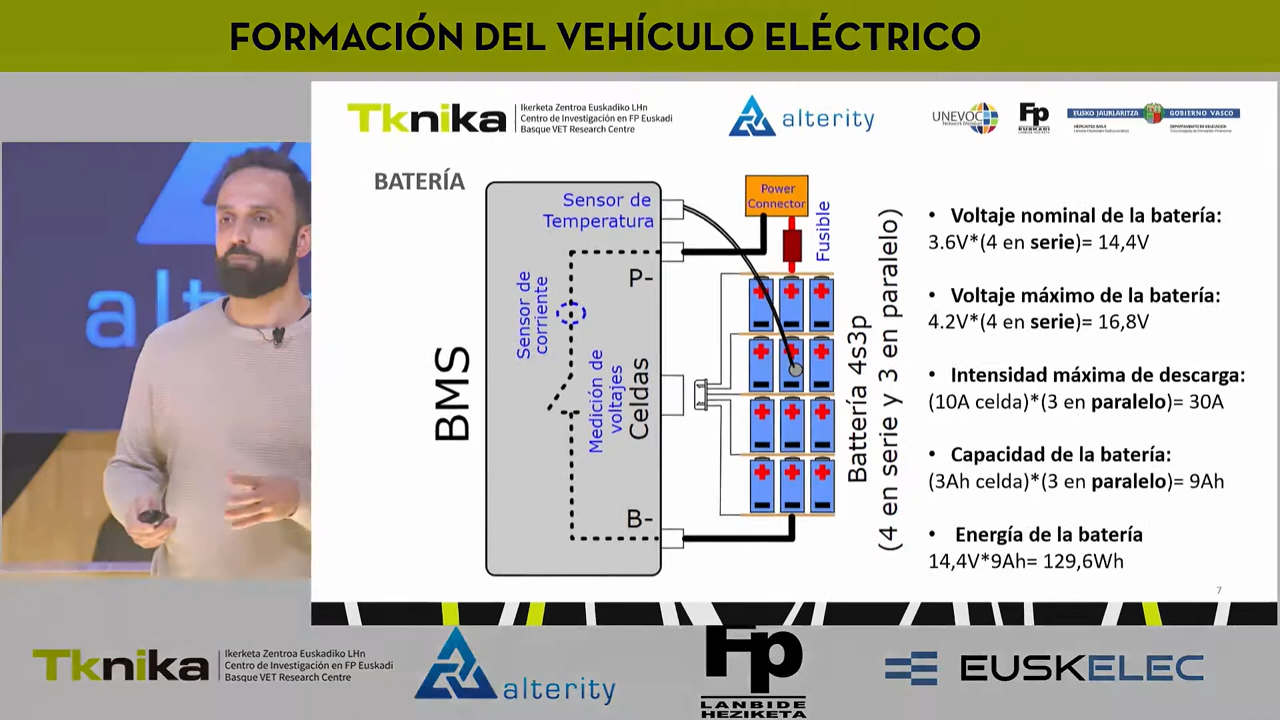 FORMACIÓN DEL VEHÍCULO ELÉCTRICO
Tknika
Ikerketa Zentroa Euskadiko LHn
Centro de Investigación en FP Euskadi
Basque VET Research Centre
alterity
UNEVOC
Fp
EUSKADI
EUSKO JAURLARITZA
GOBIERNO VASCO
BATERÍA
BMS
Sensor de
Temperatura
P-
Sensor de
corriente
Medición de
voltajes
Celdas
B-
Power
Connector
Fusible
Battería 4s3p
(4 en serie y 3 en paralelo)
• Voltaje nominal de la batería:
3.6V*(4 en serie)= 14,4V
• Voltaje máximo de la batería:
4.2V*(4 en serie)= 16,8V
• Intensidad máxima de descarga:
(10A celda)*(3 en paralelo)= 30A
• Capacidad de la batería:
(3Ah celda)*(3 en paralelo)= 9Ah
• Energía de la batería
14,4V*9Ah= 129,6Wh
7
Tknika
Ikerketa Zentroa Euskadiko LHn
Centro de Investigación en FP Euskadi
Basque VET Research Centre
alterity
Fp
LANBIDE
HEZIKETA
EUSKELEC